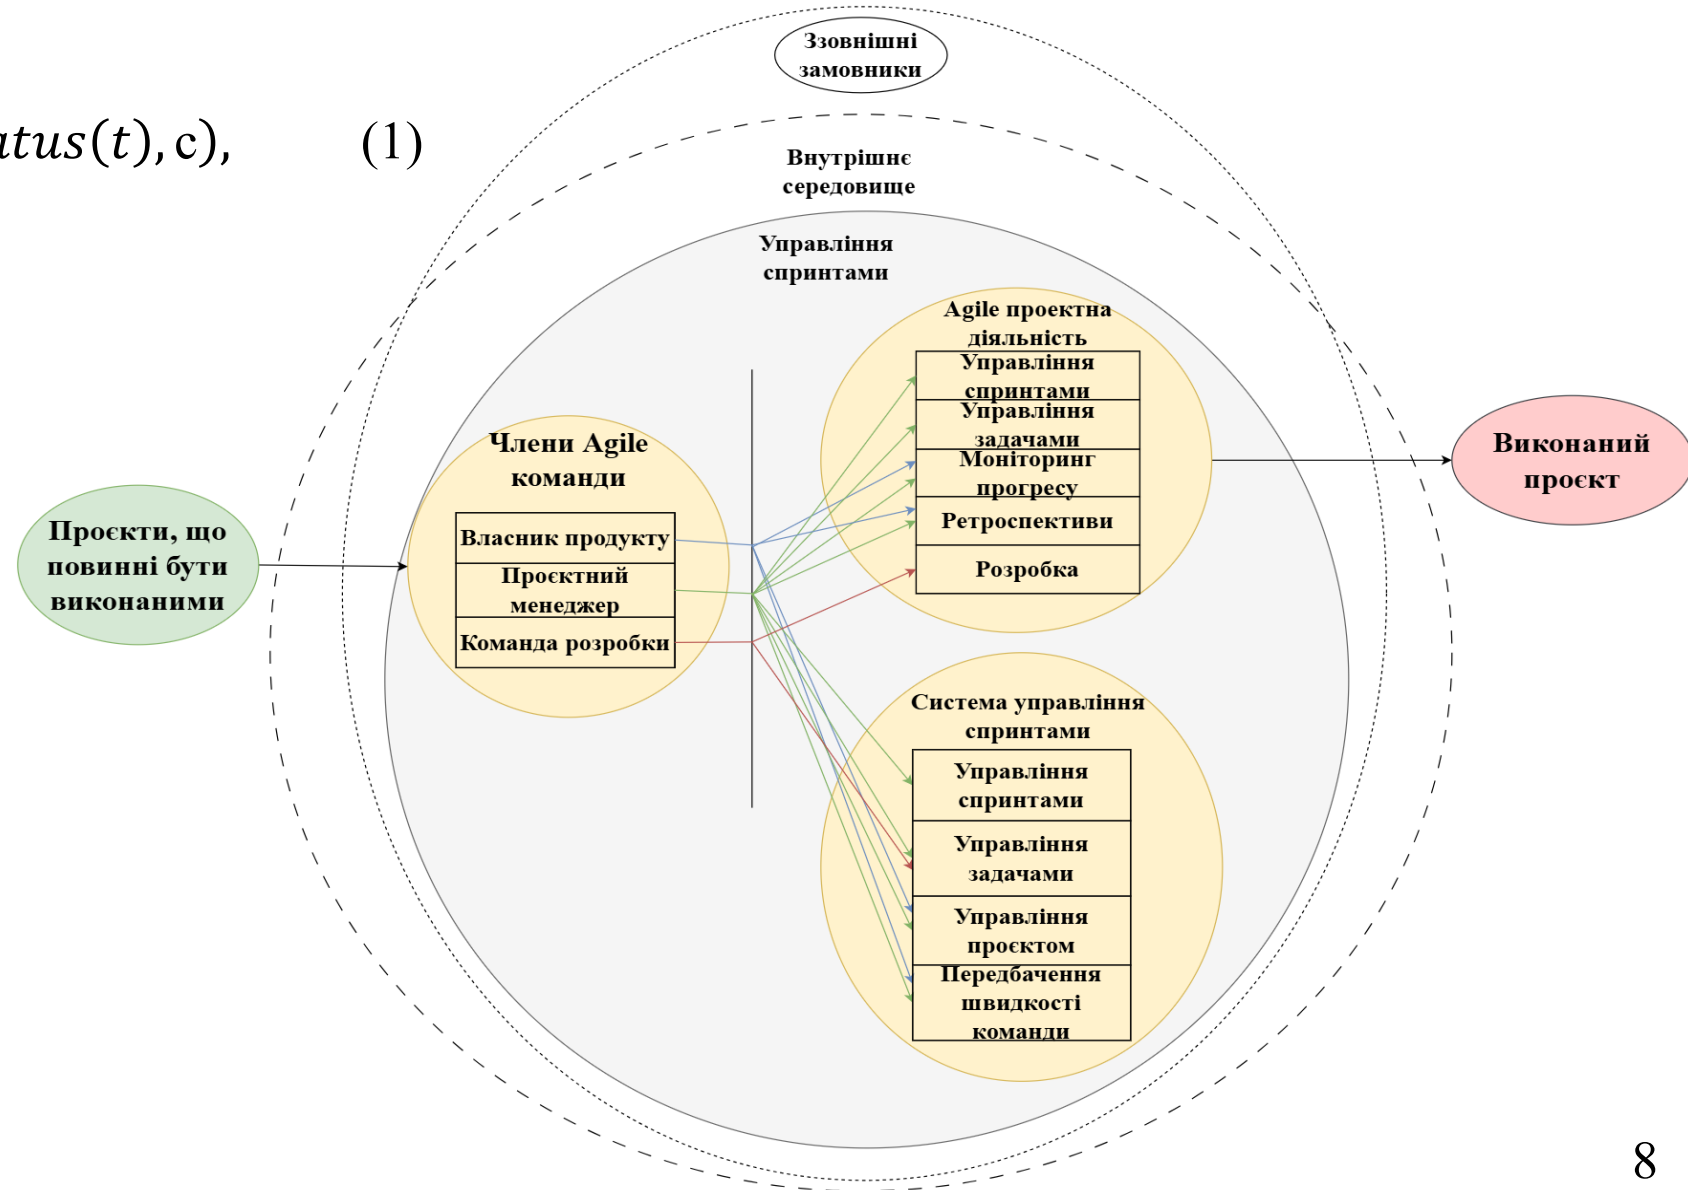 Ззовнішні
замовники
atus(t),c), (1)
Внутрішнє
середовище
Управління
спринтами
Agile проектна
діяльність
Управління
спринтами
Управління
задачами
Моніторинг
прогресу
Ретроспективи
Розробка
Члени Agile
команди
Власник продукту
Проєктний
менеджер
Команда розробки
Проєкти, що
повинні бути
виконаними
Виконаний
проєкт
Система управління
спринтами
Управління
спринтами
Управління
задачами
Управління
проєктом
Передбачення
швидкості
команди
8